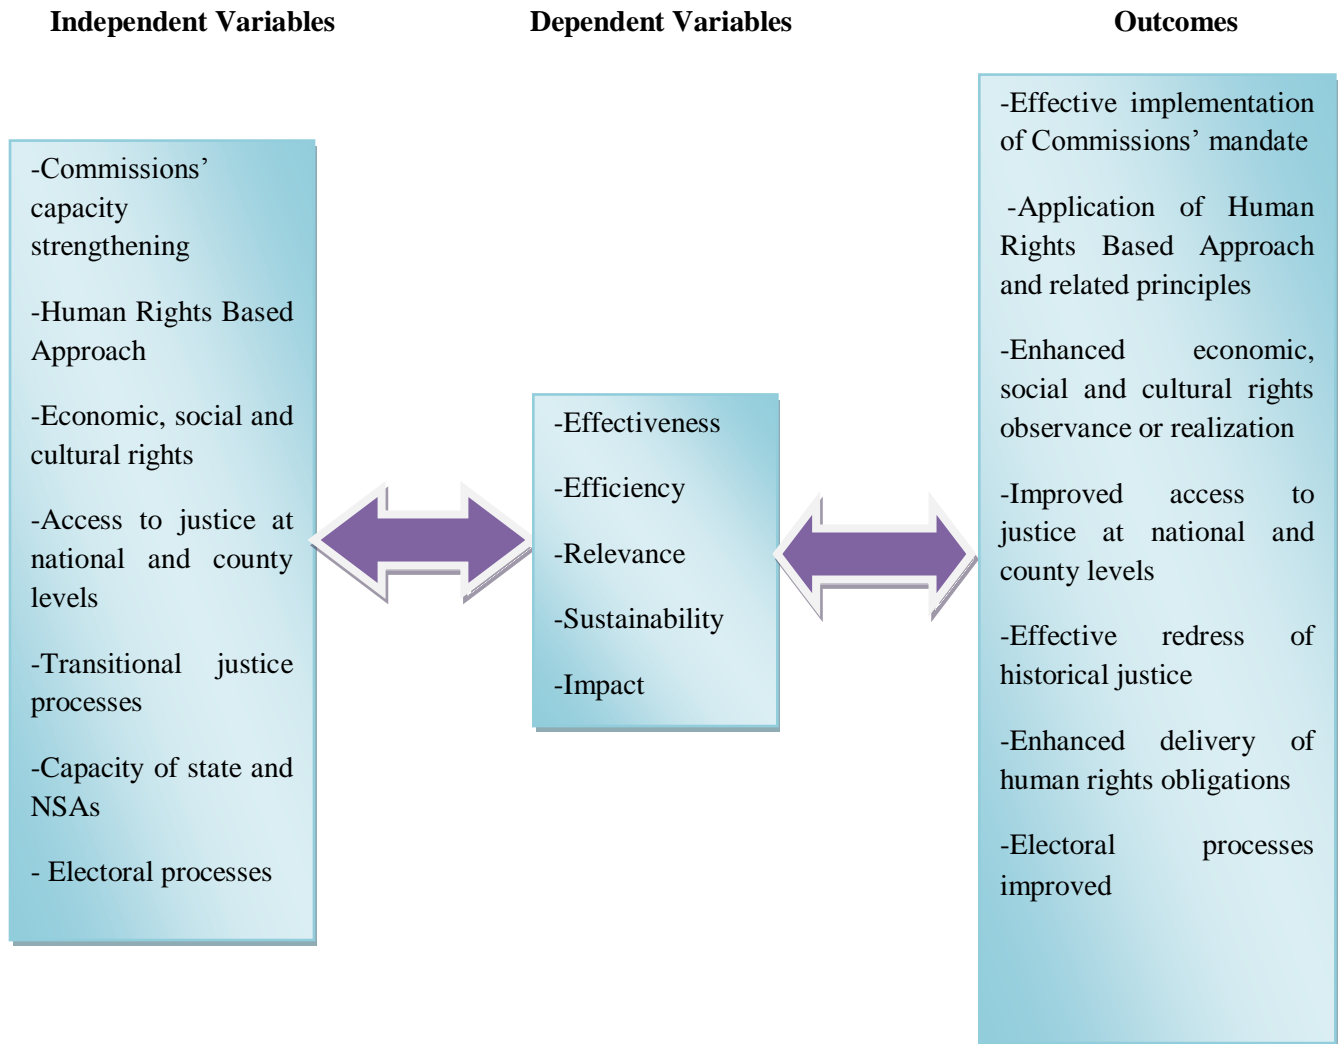 Independent Variables
Dependent Variables
Outcomes
-Commissions’
capacity
strengthening
-Human Rights Based
Approach
-Economic, social and
cultural rights
-Access to justice at
national and county
levels
-Transitional justice
processes
-Capacity of state and
NSAs
- Electoral processes
-Effectiveness
-Efficiency
-Relevance
-Sustainability
-Impact
-Effective implementation
of Commissions’ mandate
-Application of Human
Rights Based Approach
and related principles
-Enhanced economic,
social and cultural rights
observance or realization
-Improved access to
justice at national and
county levels
-Effective redress of
historical justice
-Enhanced delivery of
human rights obligations
-Electoral processes
improved